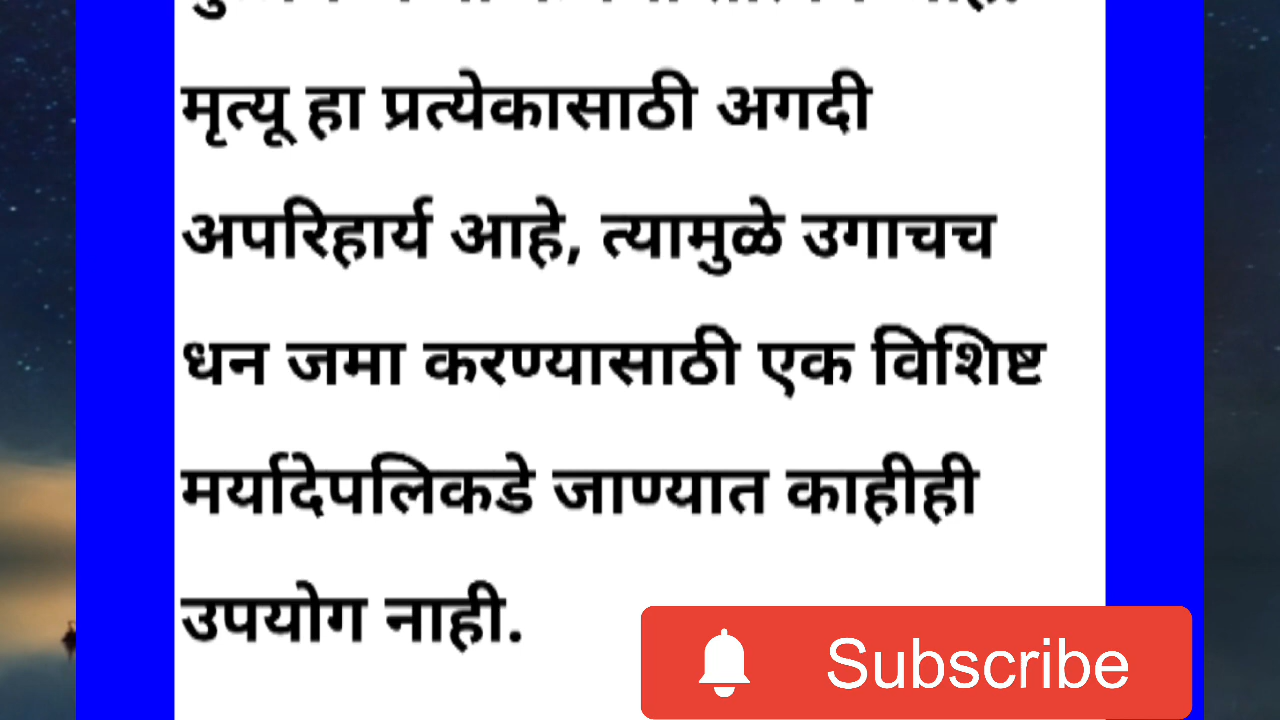 मृत्यू हा प्रत्येकासाठी अगदी
अपरिहार्य आहे, त्यामुळे उगाचच
धन जमा करण्यासाठी एक विशिष्ट
मर्यादेपलिकडे जाण्यात काहीही
उपयोग नाही.
Subscribe